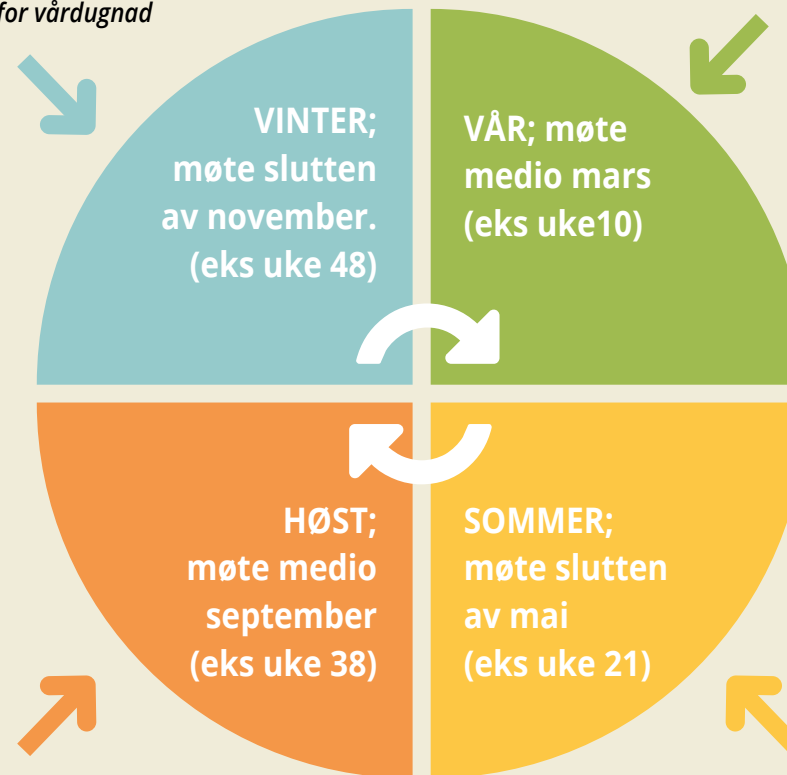 for vårdugnad
VINTER;
møte slutten
av november.
(eks uke 48)
VÅR; møte
medio mars
(eks uke10)
HØST;
møte medio
september
(eks uke 38)
SOMMER;
møte slutten
av mai
(eks uke 21)